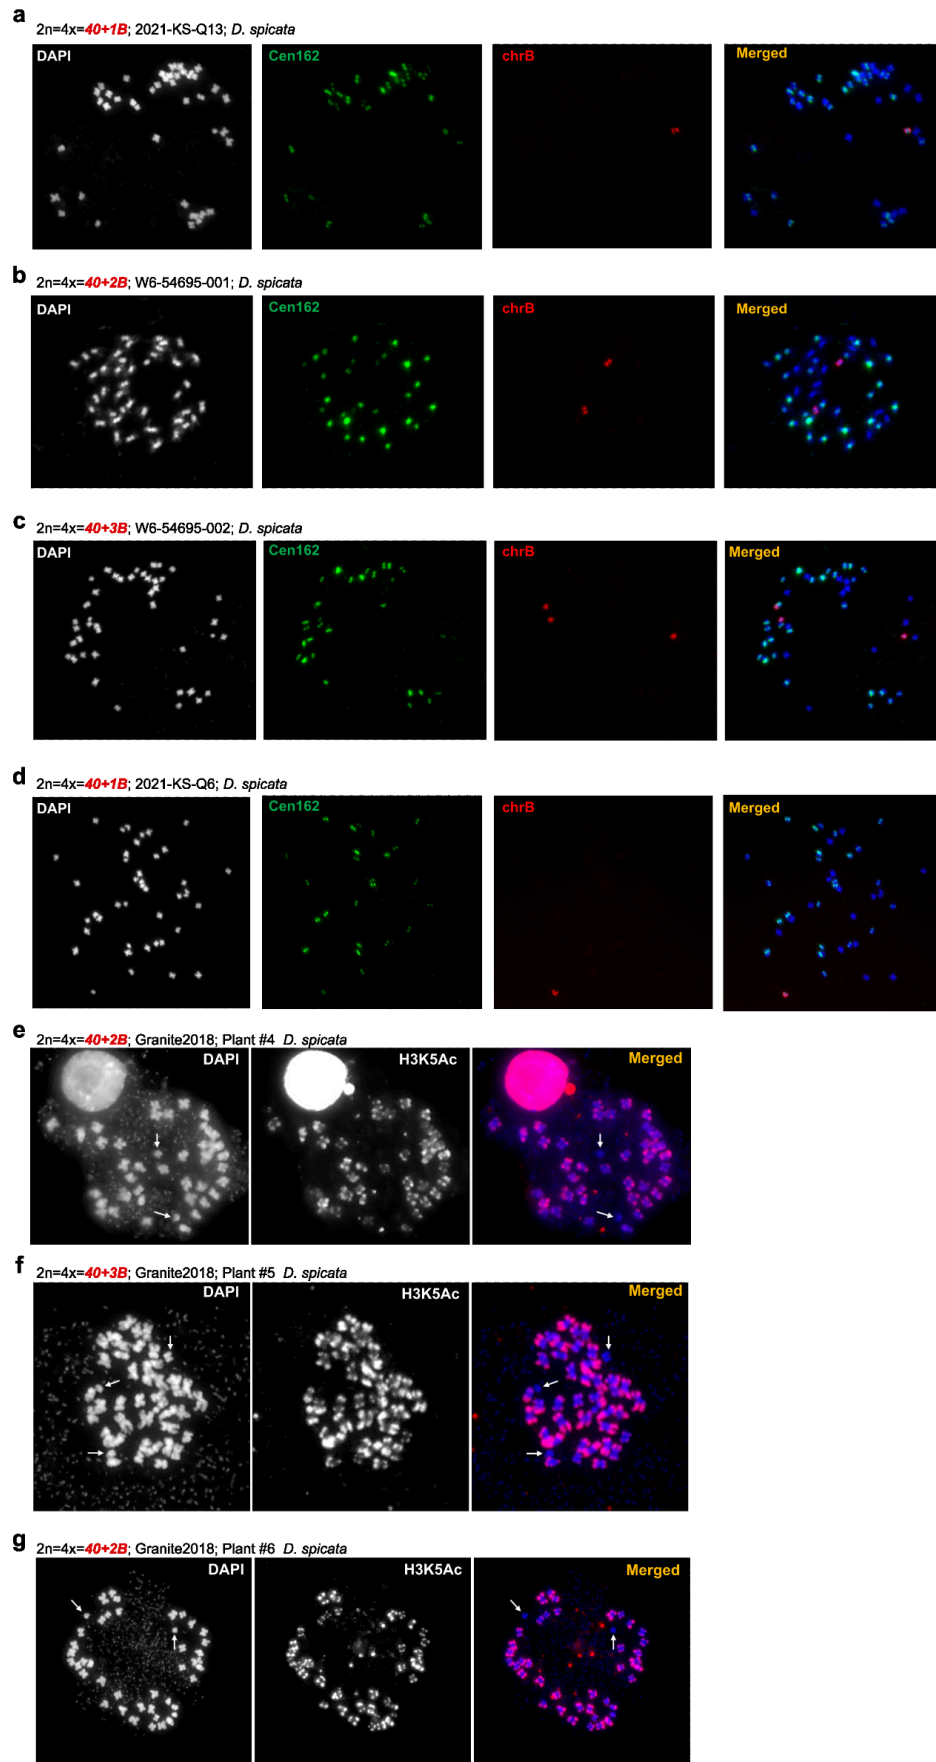 a
2n=4x=40+1B; 2021-KS-Q13; D. spicata
DAPI Cen162 chrB Merged
b
2n=4x=40+2B; W6-54695-001; D. spicata
DAPI Cen162 chrB Merged
c
2n=4x=40+3B; W6-54695-002; D. spicata
DAPI Cen162 chrB Merged
d
2n=4x=40+1B; 2021-KS-Q6; D. spicata
DAPI Cen162 chrB Merged
e
2n=4x=40+2B; Granite2018; Plant #4 D. spicata
DAPI H3K5Ac Merged
f
2n=4x=40+3B; Granite2018; Plant #5 D. spicata
DAPI H3K5Ac Merged
g
2n=4x=40+2B; Granite2018; Plant #6 D. spicata
DAPI H3K5Ac Merged